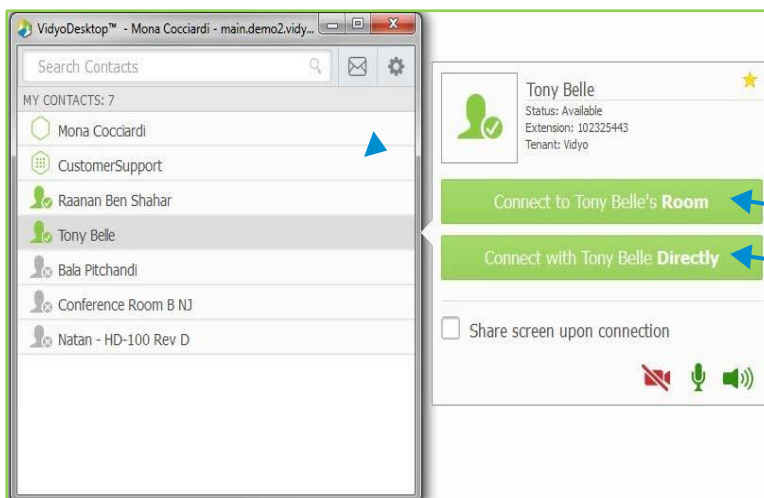 VidyoDesktop™ - Mona Cocciardi - main.demo2.vidy...
Search Contacts
MY CONTACTS: 7
Mona Cocciardi
CustomerSupport
Raanan Ben Shahar
Tony Belle
Bala Pitchandi
Conference Room B NJ
Natan - HD-100 Rev D
Tony Belle
Status: Available
Extension: 102325443
Tenant: Vidyo
Connect to Tony Belle's Room
Connect with Tony Belle Directly
Share screen upon connection